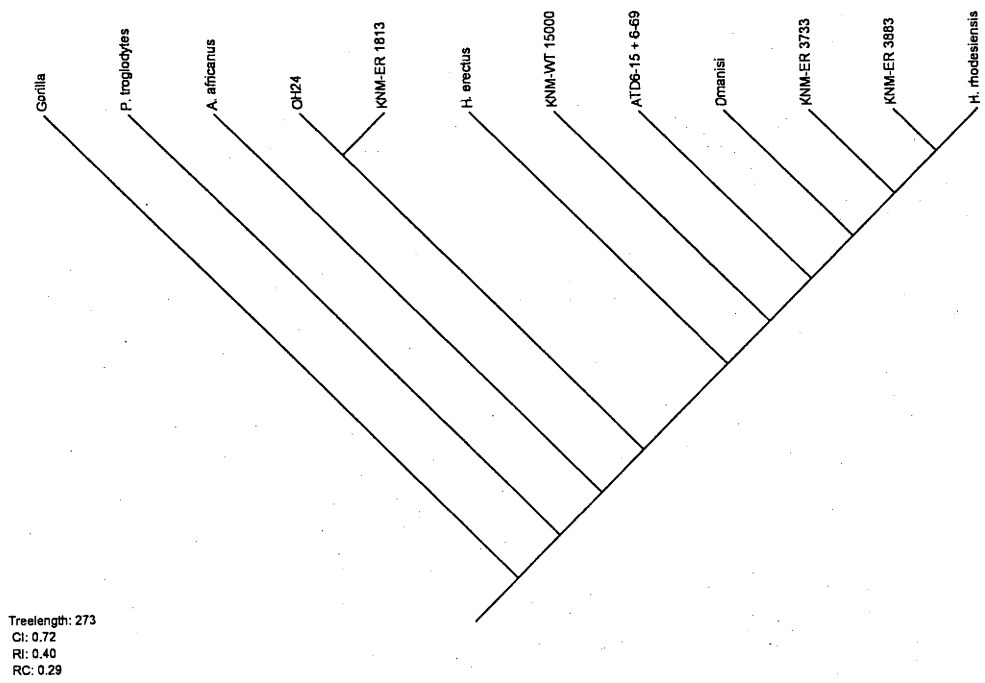 Gorilla
P. troglodytes
A. africanus
OH24
KNM-ER 1813
H. erectus
KNM-WT 15000
ATD6-15 + 6-69
Dmanisi
KNM-ER 3733
KNM-ER 3883
H. rhodesiensis
Treelength: 273
CI: 0.72
RI: 0.40
RC: 0.29